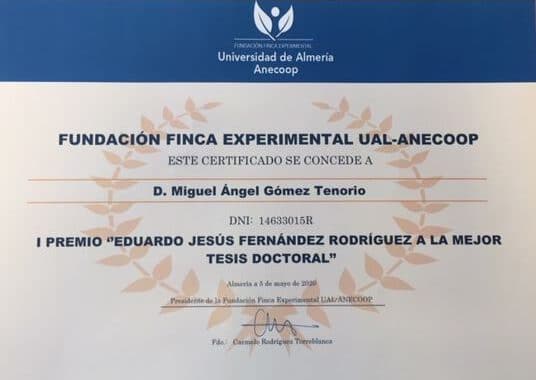 FUNDACIÓN FINCA EXPERIMENTAL
Universidad de Almería
Anecoop
FUNDACIÓN FINCA EXPERIMENTAL UAL-ANECOOP
ESTE CERTIFICADO SE CONCEDE A
D. Miguel Ángel Gómez Tenorio
DNI: 14633015R
I PREMIO “EDUARDO JESÚS FERNÁNDEZ RODRÍGUEZ A LA MEJOR
TESIS DOCTORAL”
Almería a 5 de mayo de 2020
Presidente de la Fundación Finca Experimental UAL/ANECOOP
Fdo.: Carmelo Rodríguez Torreblanca